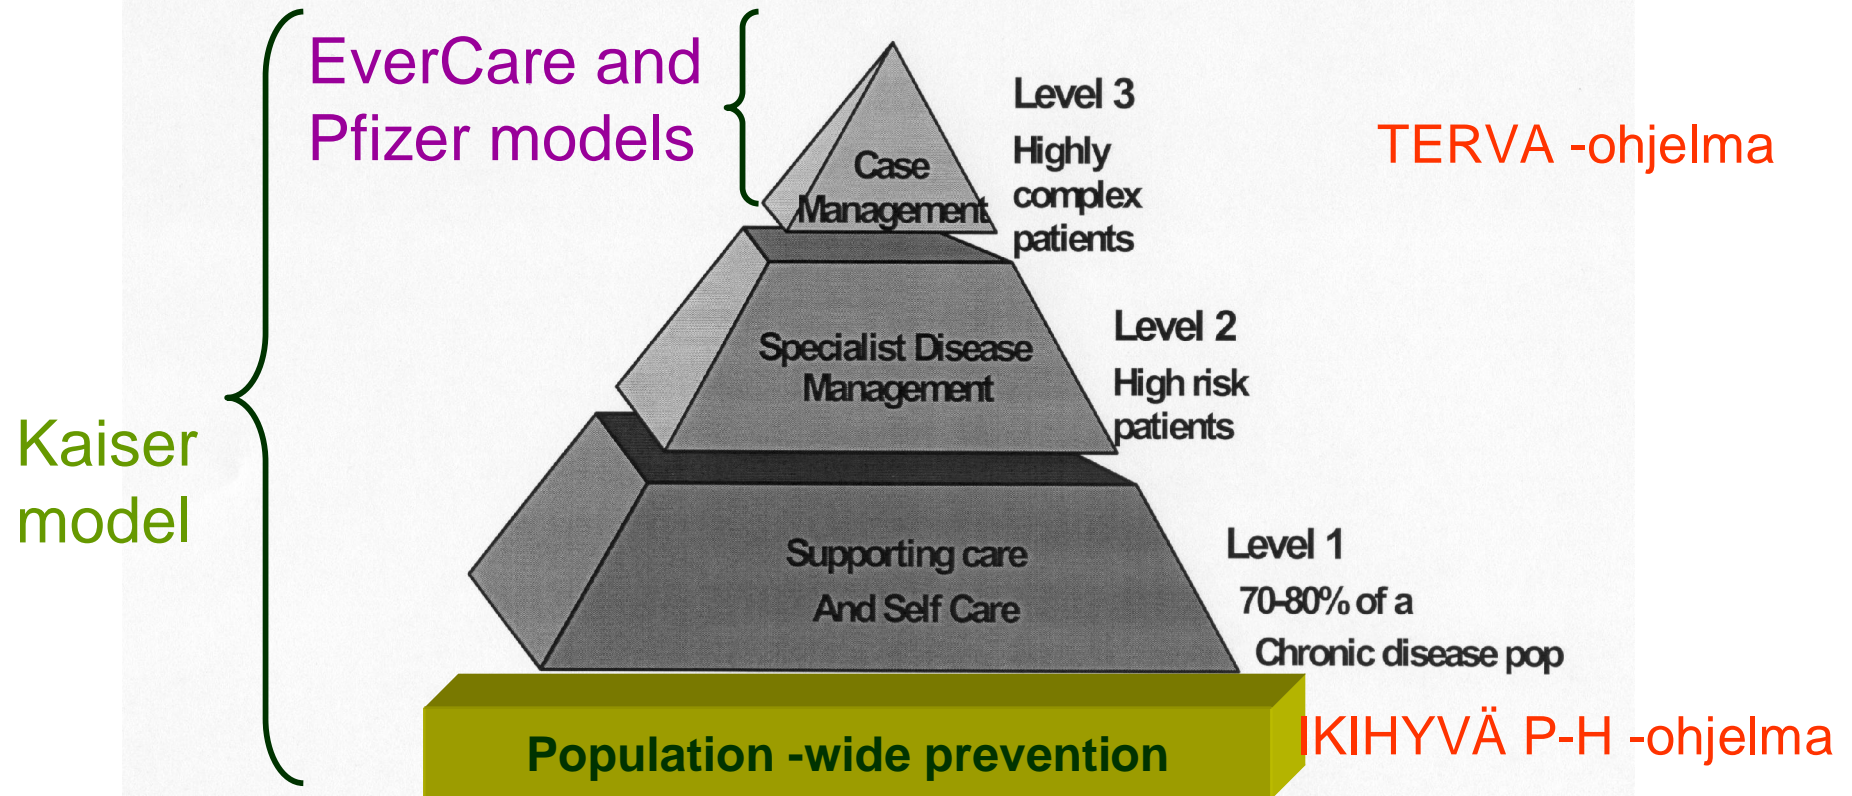 EverCare and
Pfizer models
Kaiser
model
Case
Management
Level 3
Highly
complex
patients
TERVA -ohjelma
Specialist Disease
Management
Level 2
High risk
patients
Supporting care
And Self Care
Level 1
70-80% of a
Chronic disease pop
Population -wide prevention
IKIHYVÄ P-H -ohjelma